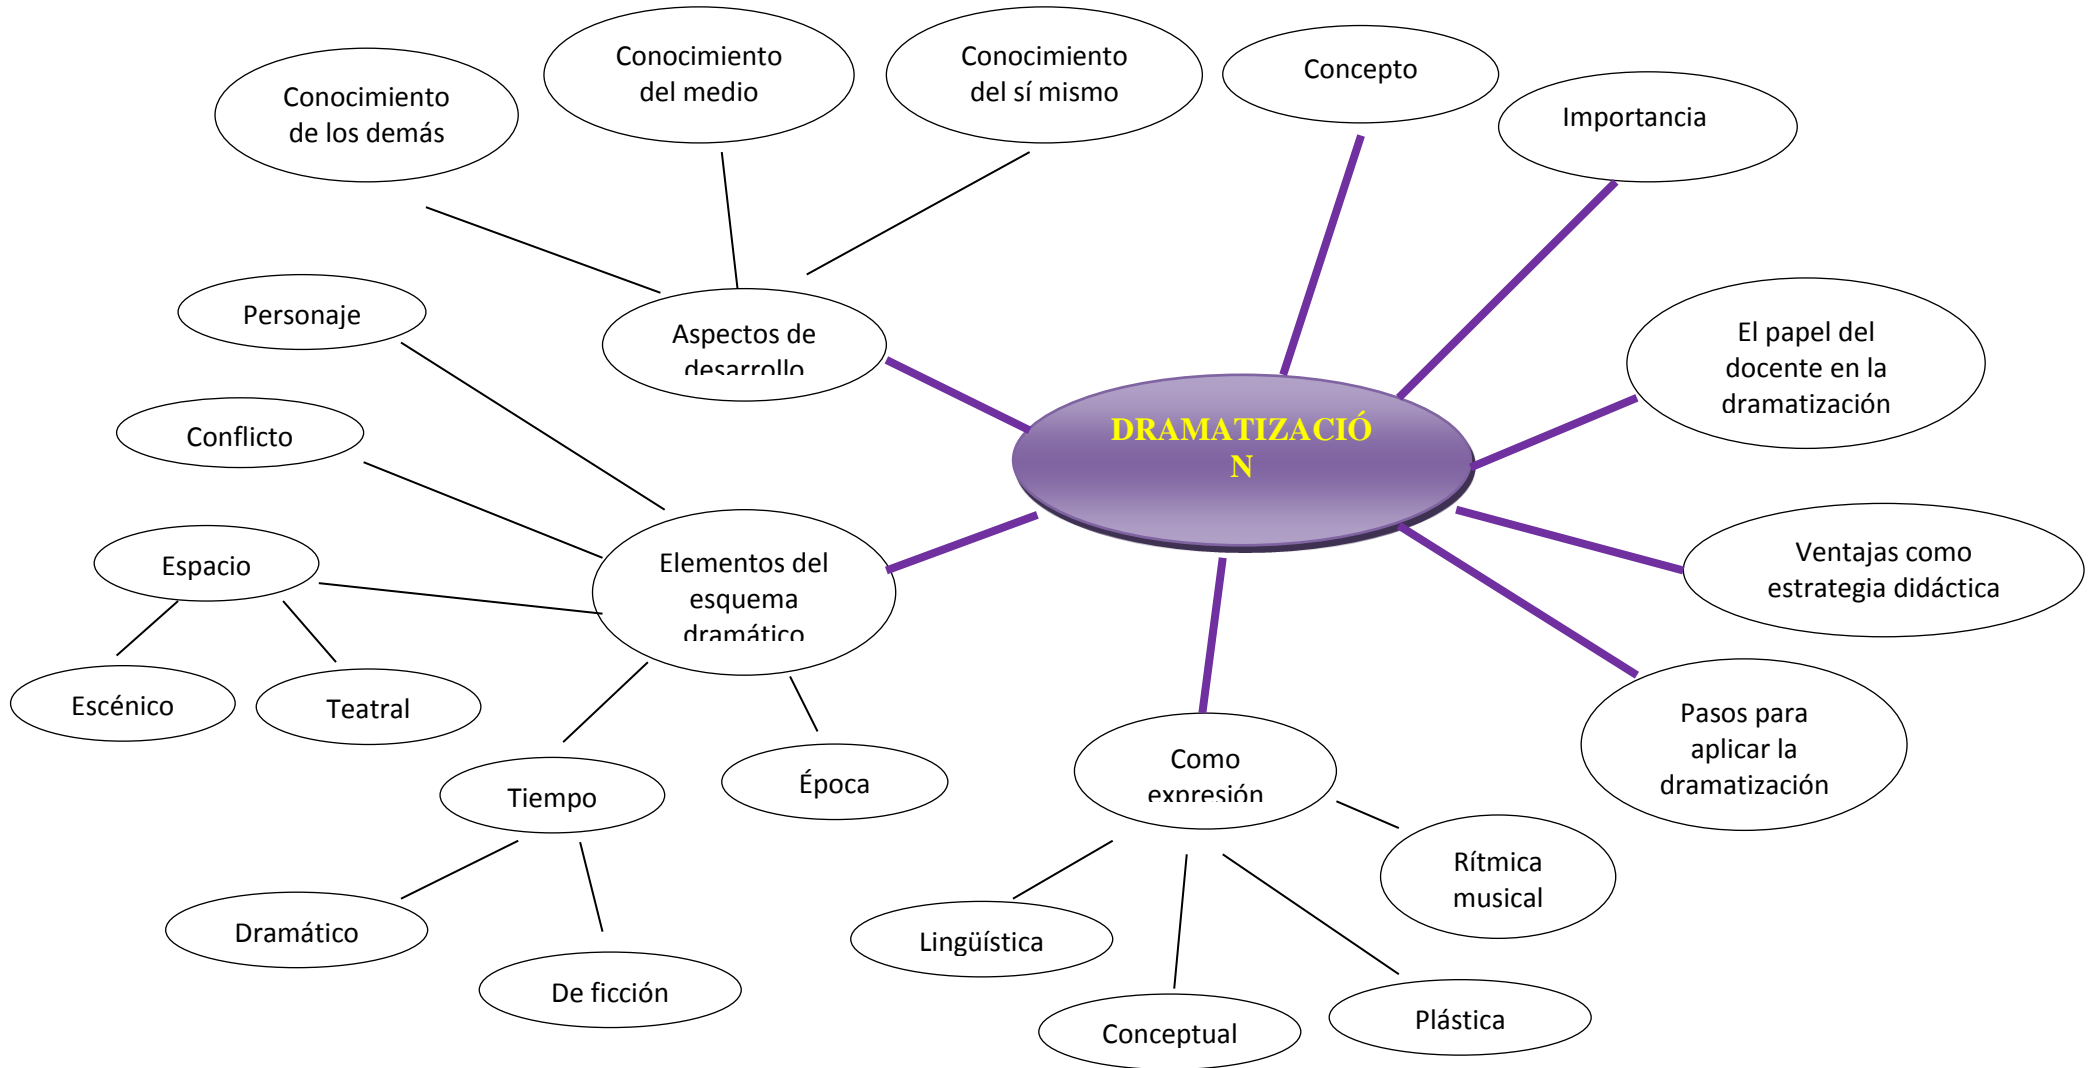 Conocimiento
de los demás
Conocimiento
del medio
Conocimiento
del sí mismo
Concepto
Importancia
Personaje
Aspectos de
desarrollo
El papel del
docente en la
dramatización
Conflicto
DRAMATIZACIÓ
N
Espacio
Elementos del
esquema
dramático
Ventajas como
estrategia didáctica
Escénico
Teatral
Pasos para
aplicar la
dramatización
Tiempo
Época
Como
expresión
Rítmica
musical
Dramático
De ficción
Lingüística
Conceptual
Plástica